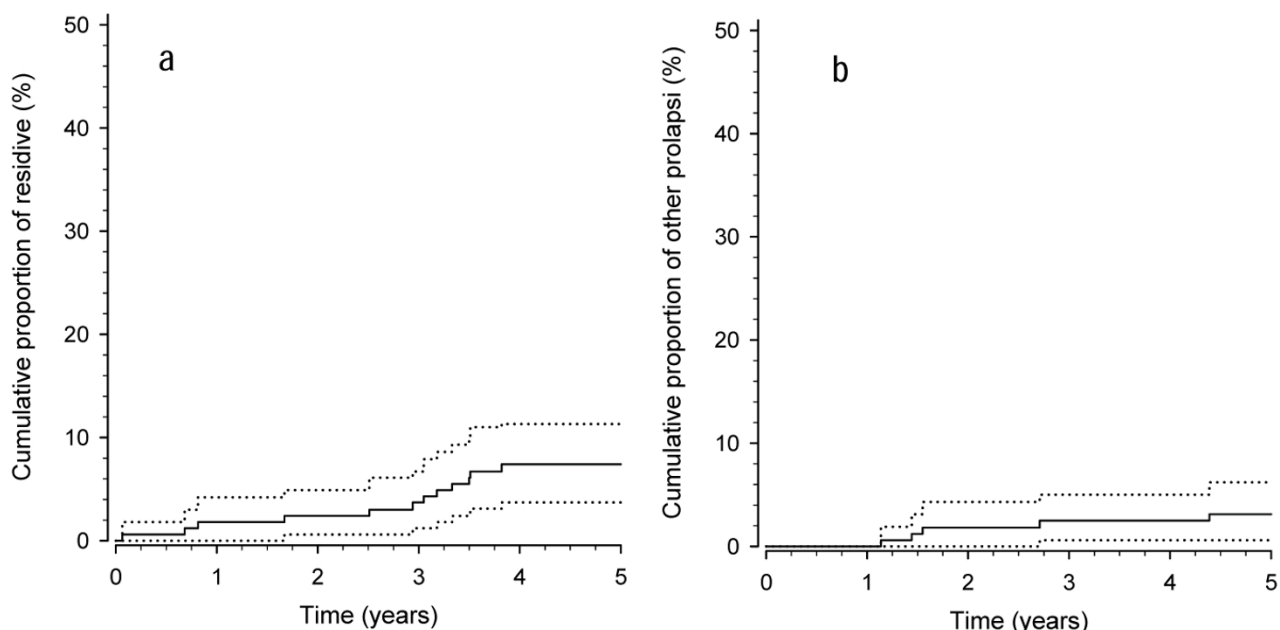 a
Cumulative proportion of residive (%)
50
40
30
20
10
0
0 1 2 3 4 5
Time (years)
b
Cumulative proportion of other prolapsi (%)
50
40
30
20
10
0
0 1 2 3 4 5
Time (years)